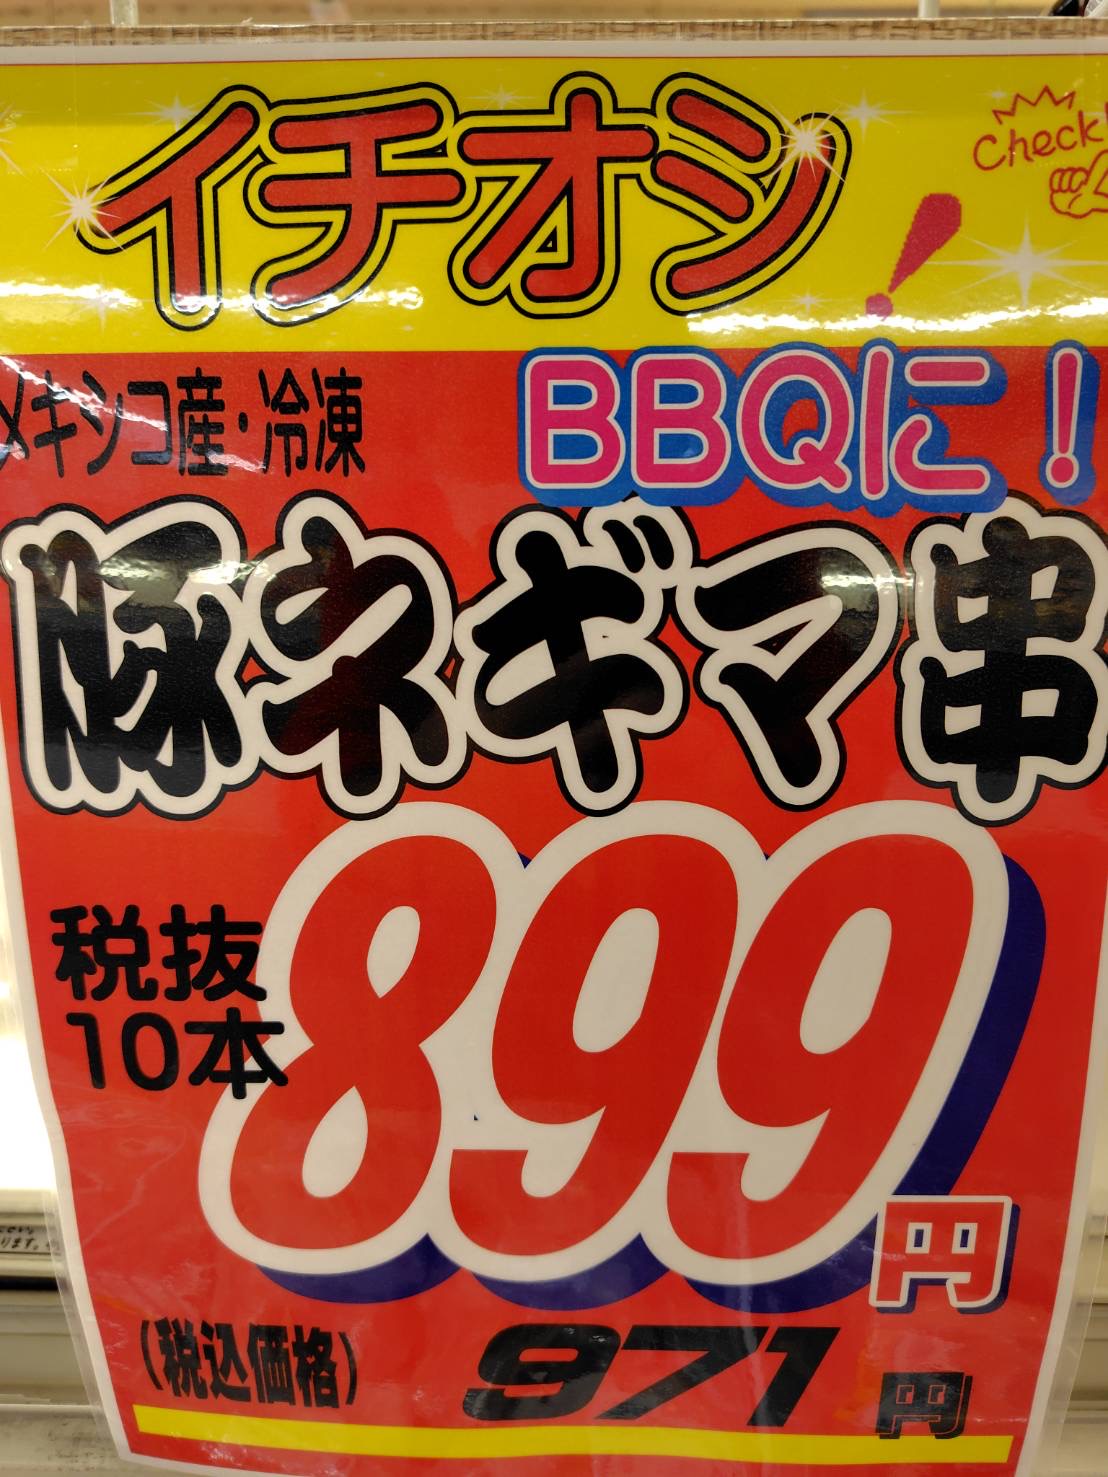 イチオシ!
Check!
メキシコ産・冷凍
BBQに!
豚ネギマ串
税抜
10本
899円
(税込価格) 971円